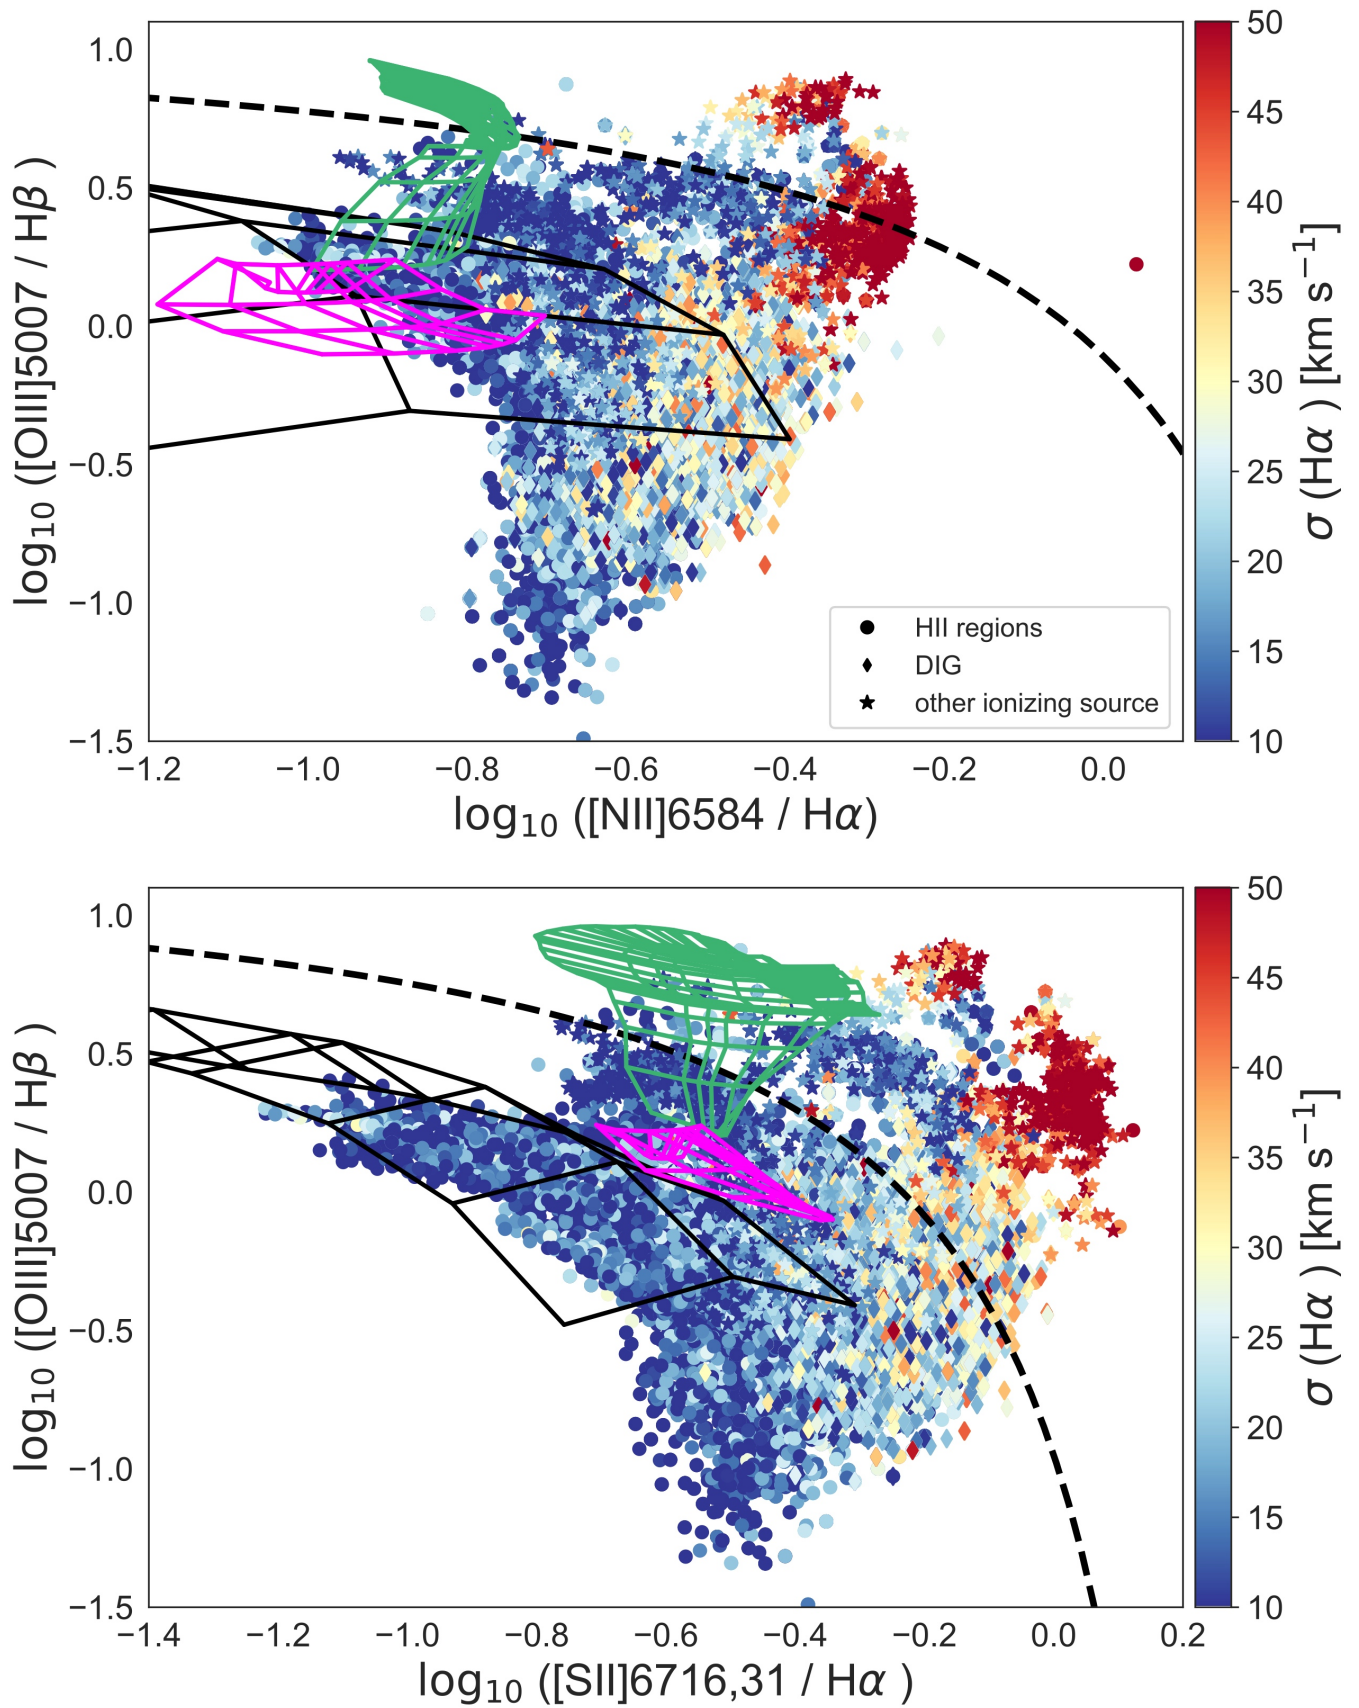 1.0
0.5
0.0
−0.5
−1.0
−1.5
log₁₀ ([OIII]5007 / Hβ )
−1.2 −1.0 −0.8 −0.6 −0.4 −0.2 0.0
log₁₀ ([NII]6584 / Hα)
HII regions
DIG
other ionizing source
50
45
40
35
30
25
20
15
10
σ (Hα ) [km s⁻¹]
1.0
0.5
0.0
−0.5
−1.0
−1.5
log₁₀ ([OIII]5007 / Hβ )
−1.4 −1.2 −1.0 −0.8 −0.6 −0.4 −0.2 0.0 0.2
log₁₀ ([SII]6716,31 / Hα )
50
45
40
35
30
25
20
15
10
σ (Hα ) [km s⁻¹]